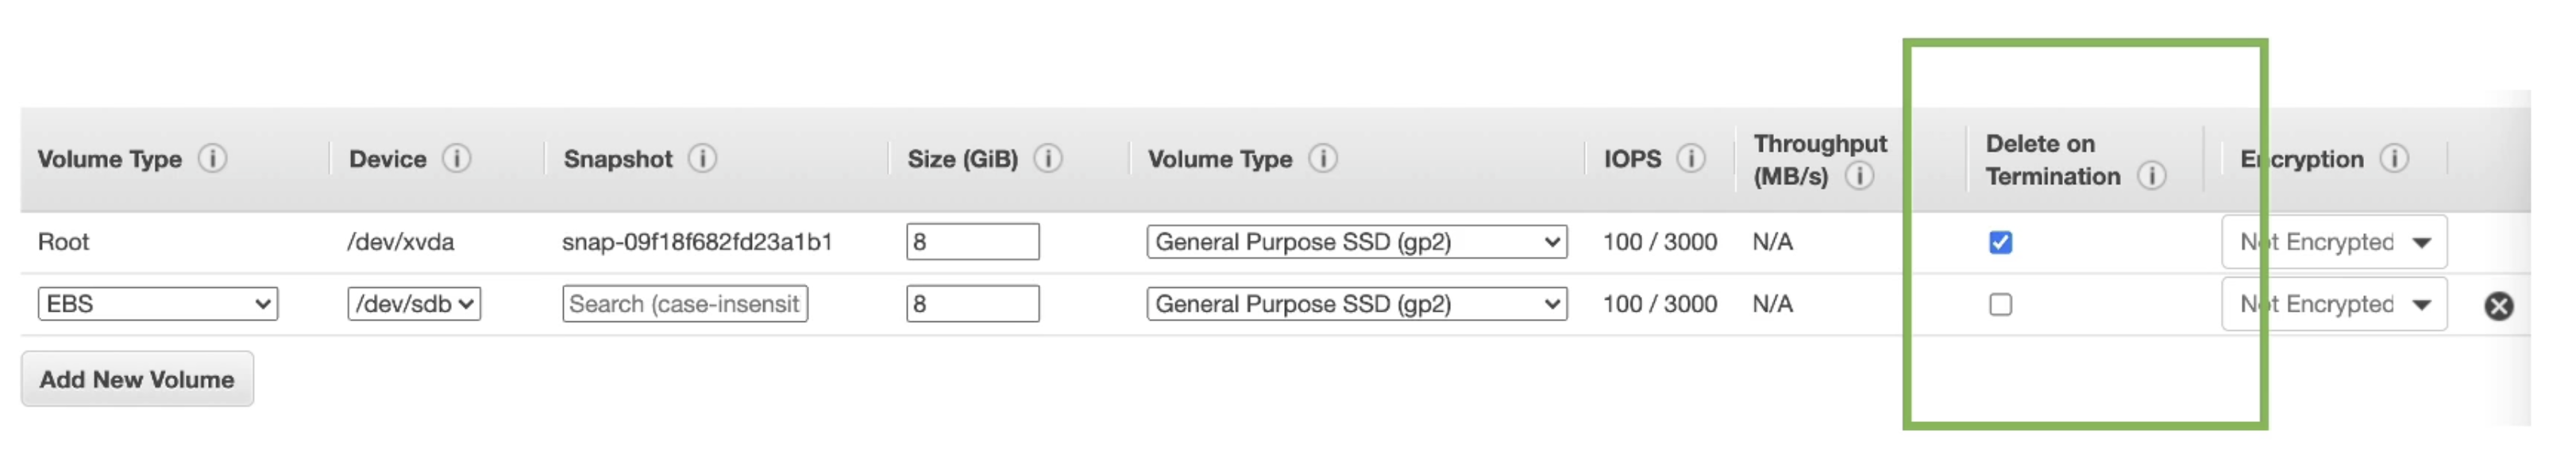 Volume Type Device Snapshot Size (GiB) Volume Type IOPS Throughput (MB/s) Delete on Termination Encryption
Root /dev/xvda snap-09f18f682fd23a1b1 8 General Purpose SSD (gp2) 100 / 3000 N/A Not Encrypted
EBS /dev/sdb Search (case-insensit 8 General Purpose SSD (gp2) 100 / 3000 N/A Not Encrypted
Add New Volume